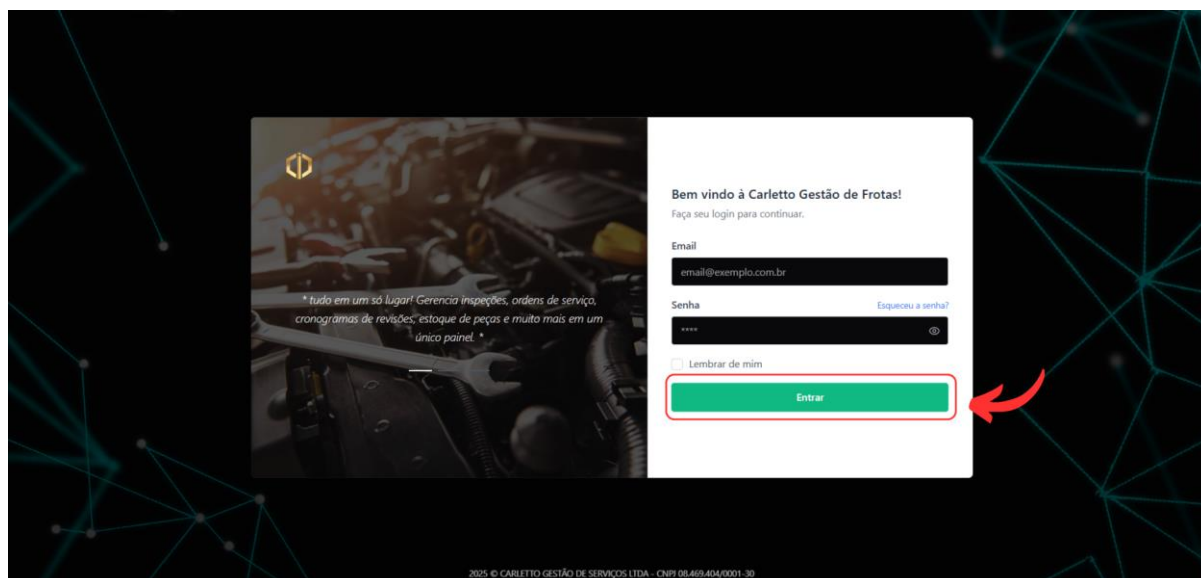 Bem vindo à Carletto Gestão de Frotas!
Faça seu login para continuar.
Email
email@exemplo.com.br
" tudo em um só lugar! Gerencia inspeções, ordens de serviço,
cronogramas de revisões, estoque de peças e muito mais em um
único painel. "
Senha
Esqueceu a senha?
****
Lembrar de mim
Entrar
2025 © CARLETTO GESTÃO DE SERVIÇOS LTDA - CNPJ 08.469.404/0001-30